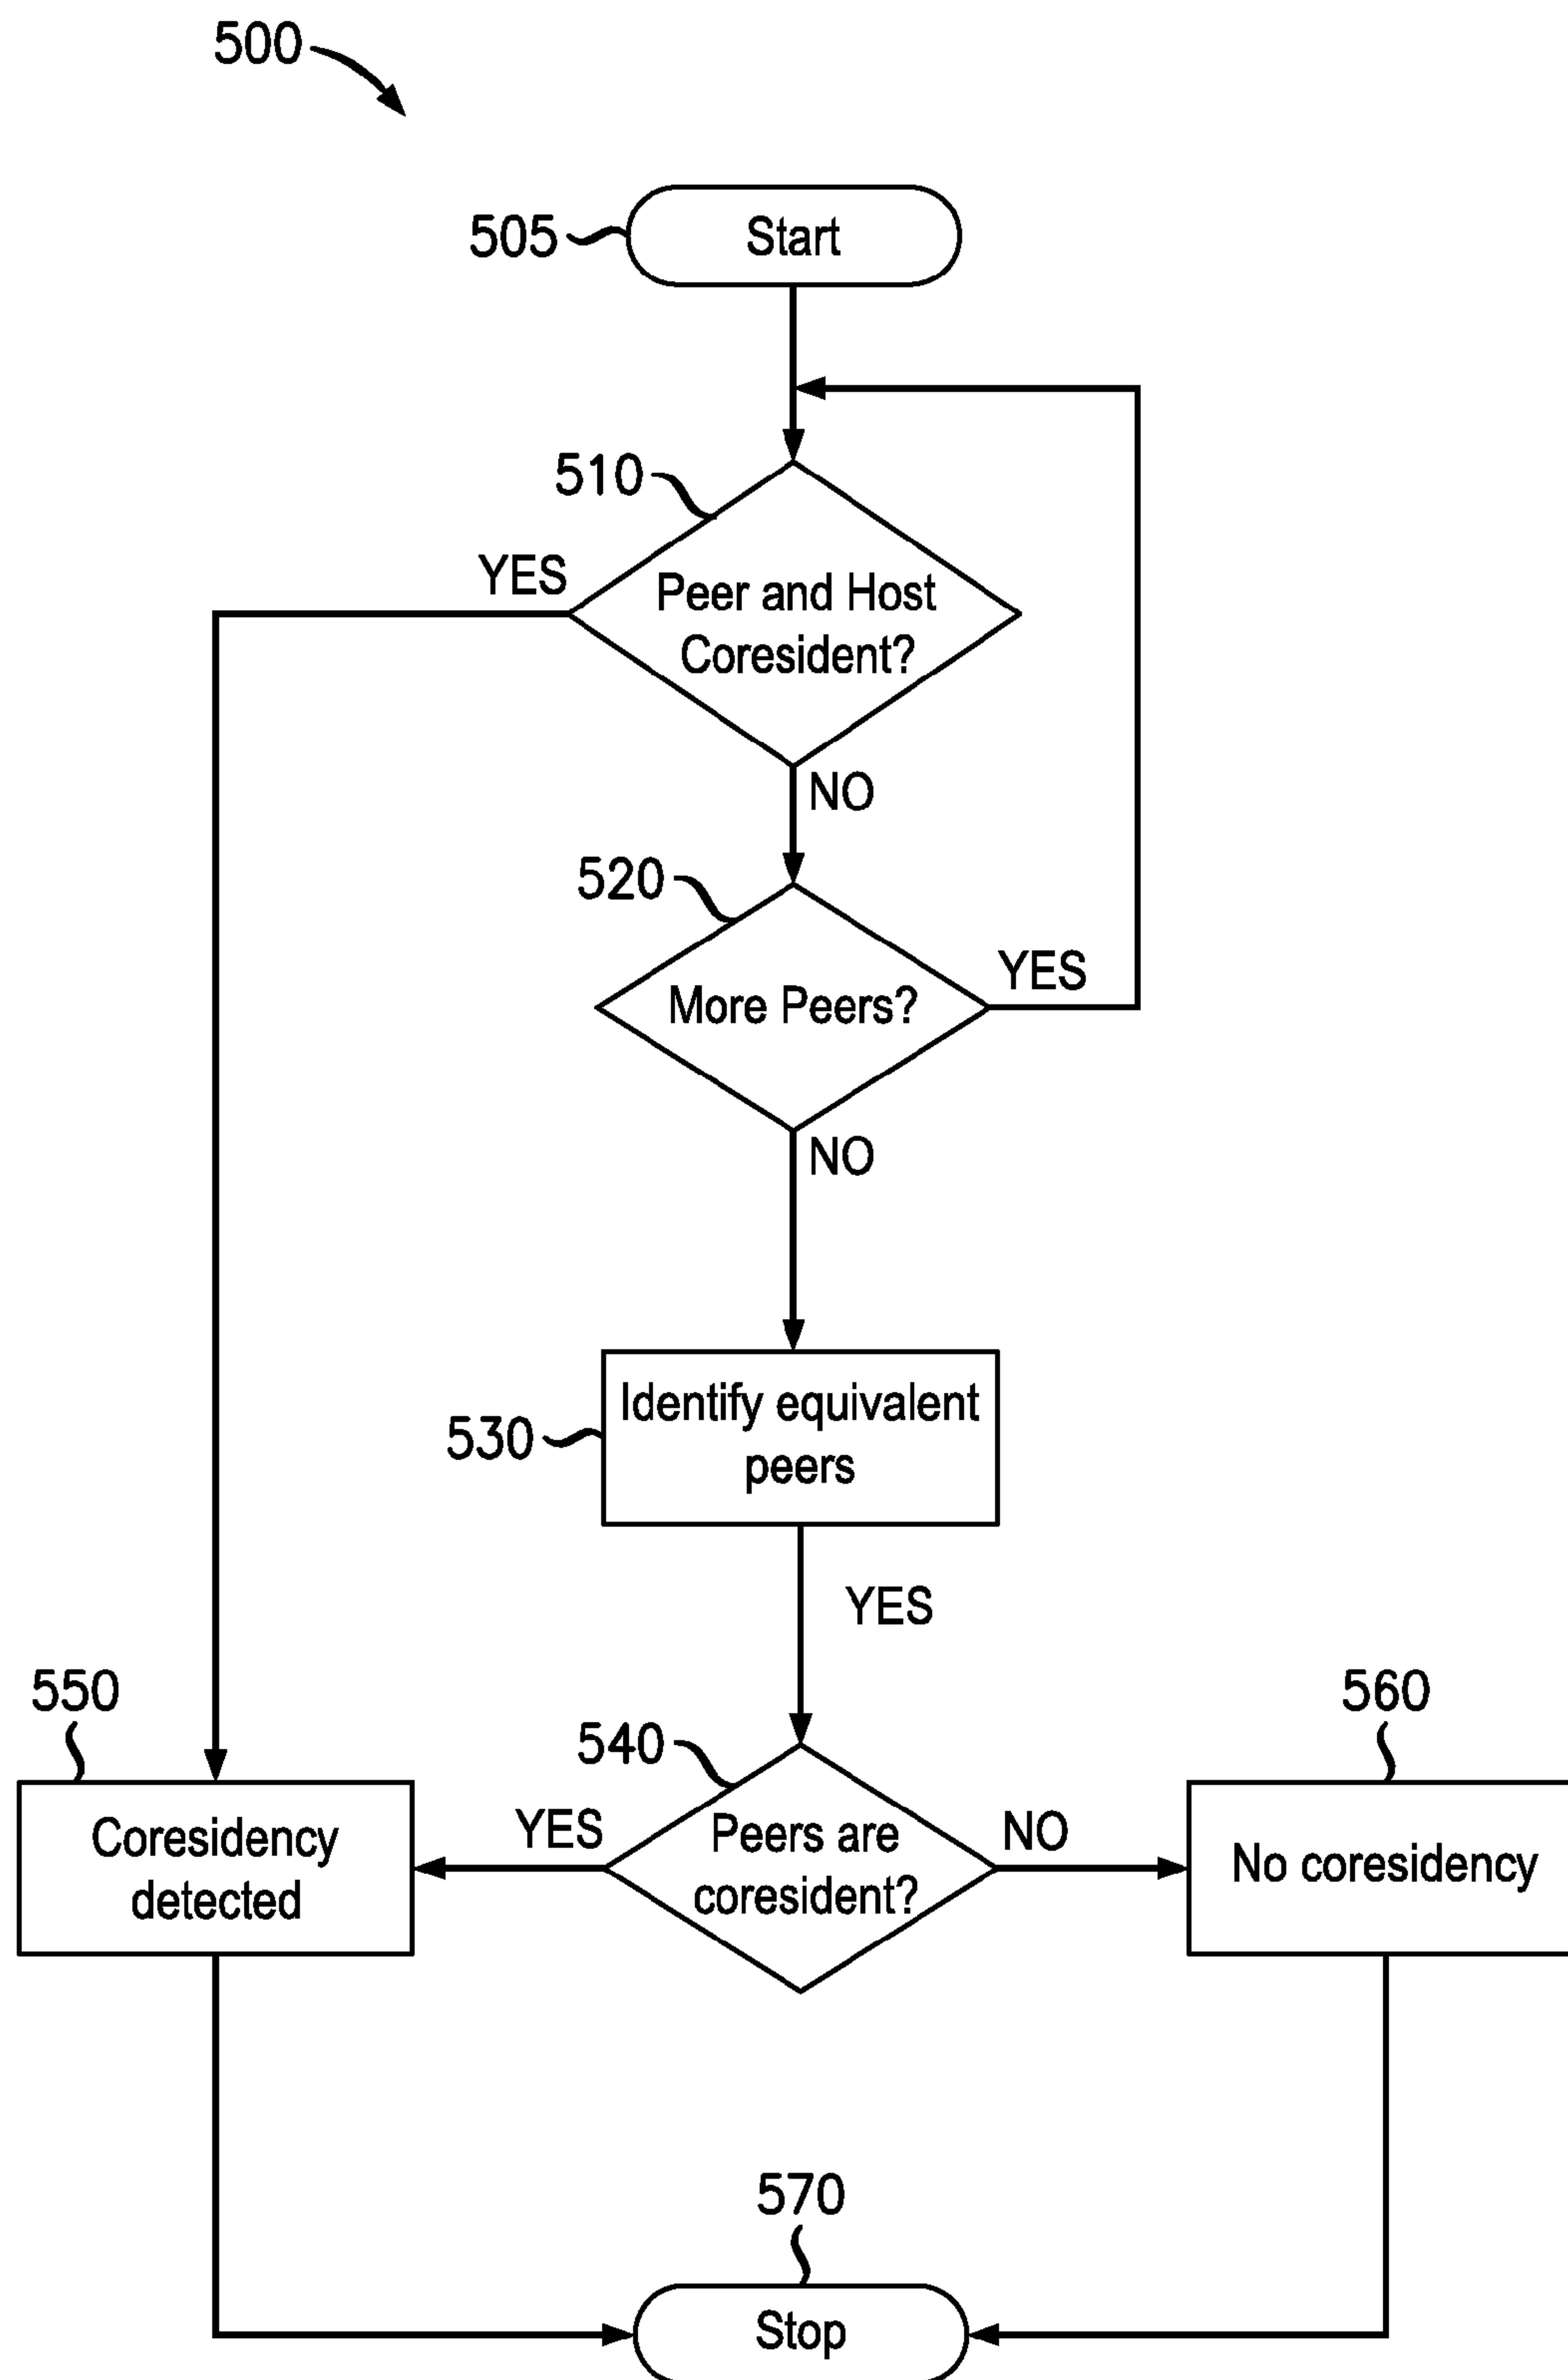 500
505
Start
510
YES
Peer and Host
Coresident?
NO
520
YES
More Peers?
NO
Identify equivalent
peers
530
YES
550
560
540
YES
Peers are
coresident?
NO
Coresidency
detected
No coresidency
570
Stop